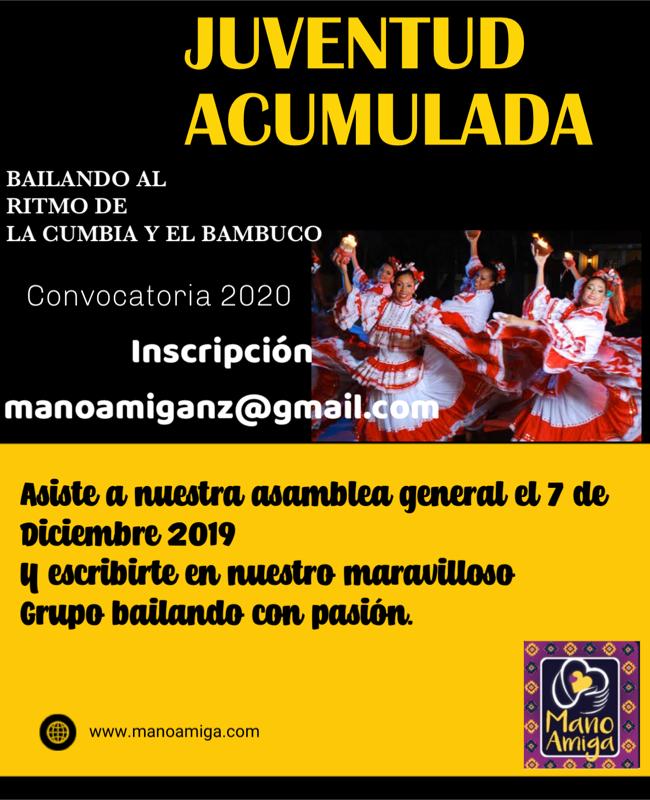 JUVENTUD
ACUMULADA
BAILANDO AL
RITMO DE
LA CUMBIA Y EL BAMBUCO
Convocatoria 2020
Inscripción
manoamiganz@gmail.com
Asiste a nuestra asamblea general el 7 de
Diciembre 2019
Y escribirte en nuestro maravilloso
Grupo bailando con pasión.
Mano
Amiga
www.manoamiga.com